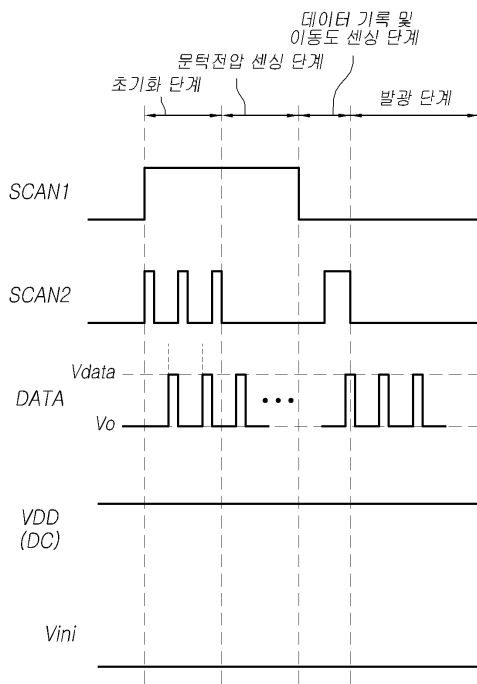 데이터 기록 및
이동도 센싱 단계
문턱전압 센싱 단계
초기화 단계
발광 단계
SCAN1
SCAN2
Vdata
DATA
Vo
VDD
(DC)
Vini